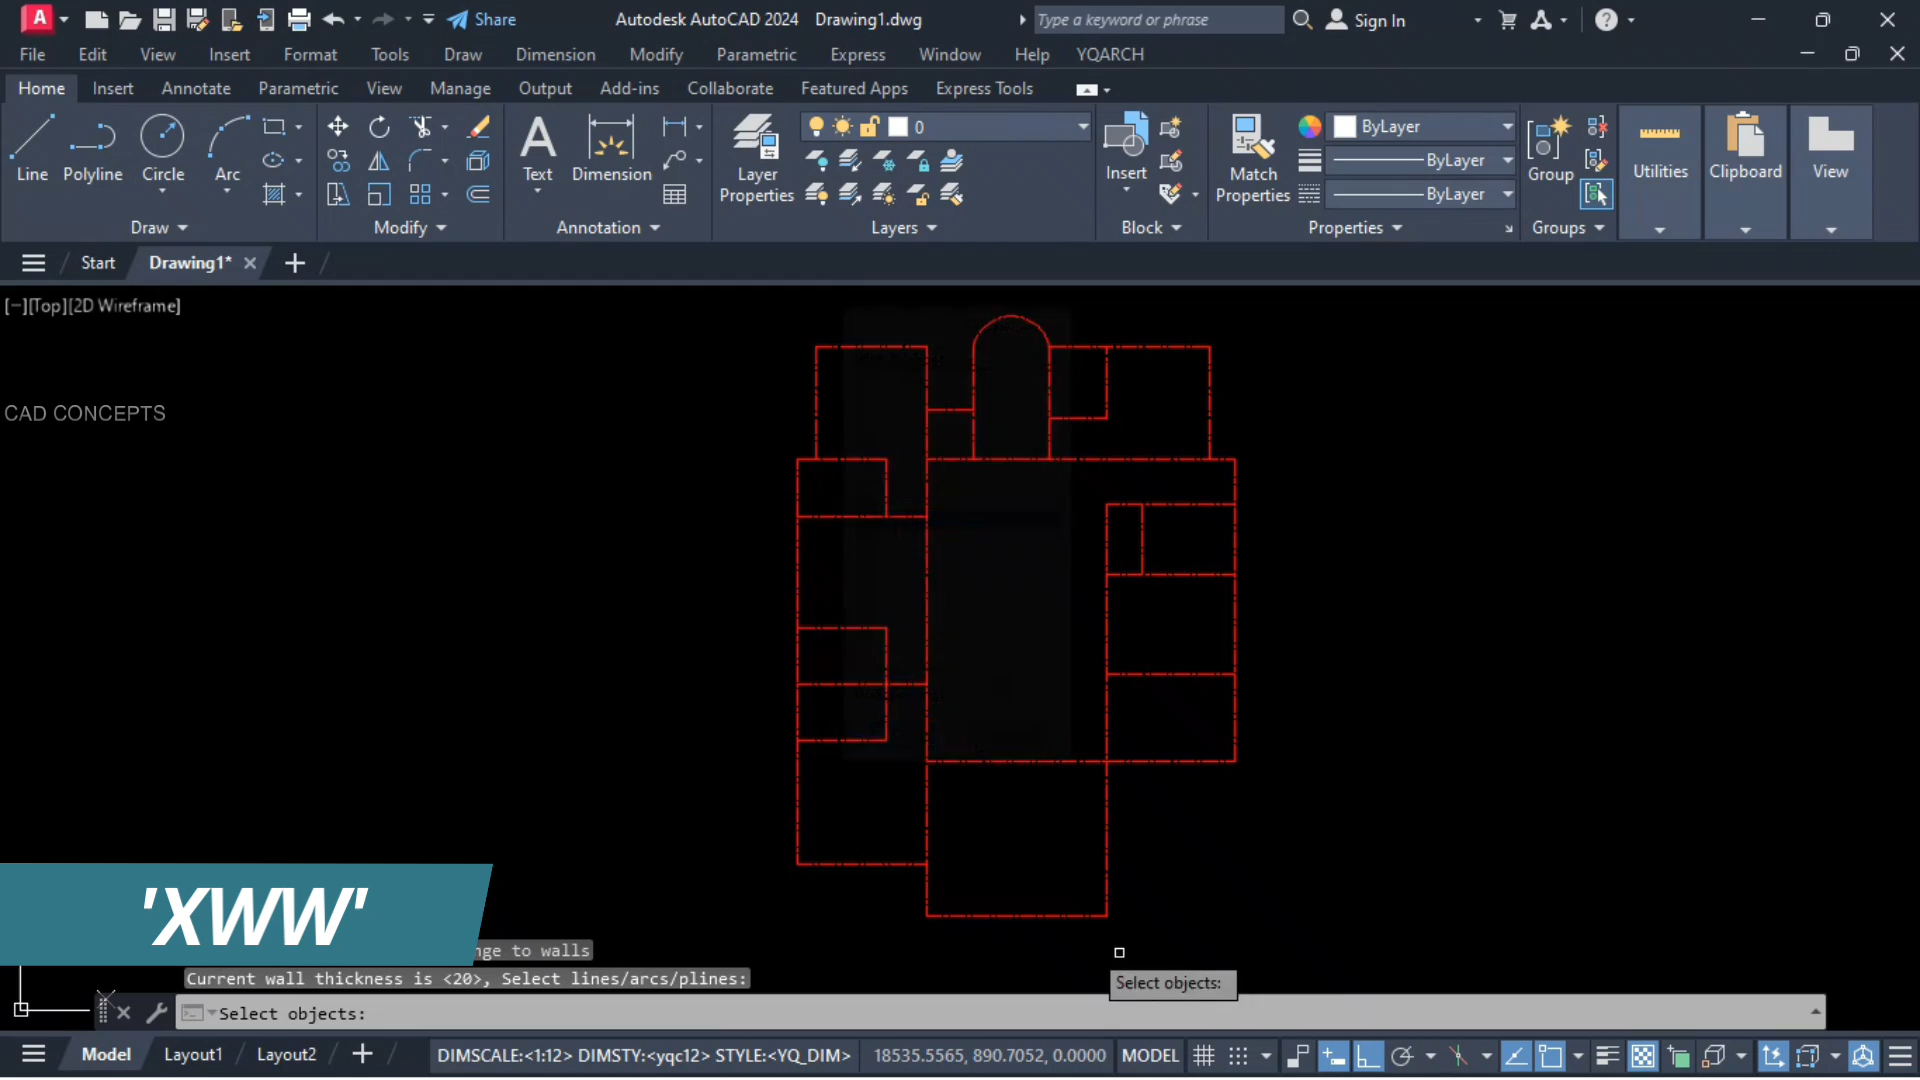 A
Share
Autodesk AutoCAD 2024 Drawing1.dwg
Type a keyword or phrase
Sign In
File Edit View Insert Format Tools Draw Dimension Modify Parametric Express Window Help YQARCH
Home Insert Annotate Parametric View Manage Output Add-ins Collaborate Featured Apps Express Tools
0
ByLayer
ByLayer
ByLayer
Line Polyline Circle Arc
A Text Dimension
Layer Properties
Insert
Match Properties
Group
Utilities
Clipboard
View
Draw Modify Annotation Layers Block Properties Groups
Start Drawing1*
[−][Top][2D Wireframe]
CAD CONCEPTS
'XWW'
nge to walls
Current wall thickness is <20>, Select lines/arcs/plines:
Select objects:
Select objects:
Model Layout1 Layout2 DIMSCALE:<1:12> DIMSTY:<yqc12> STYLE:<YQ_DIM> 18535.5565, 890.7052, 0.0000 MODEL